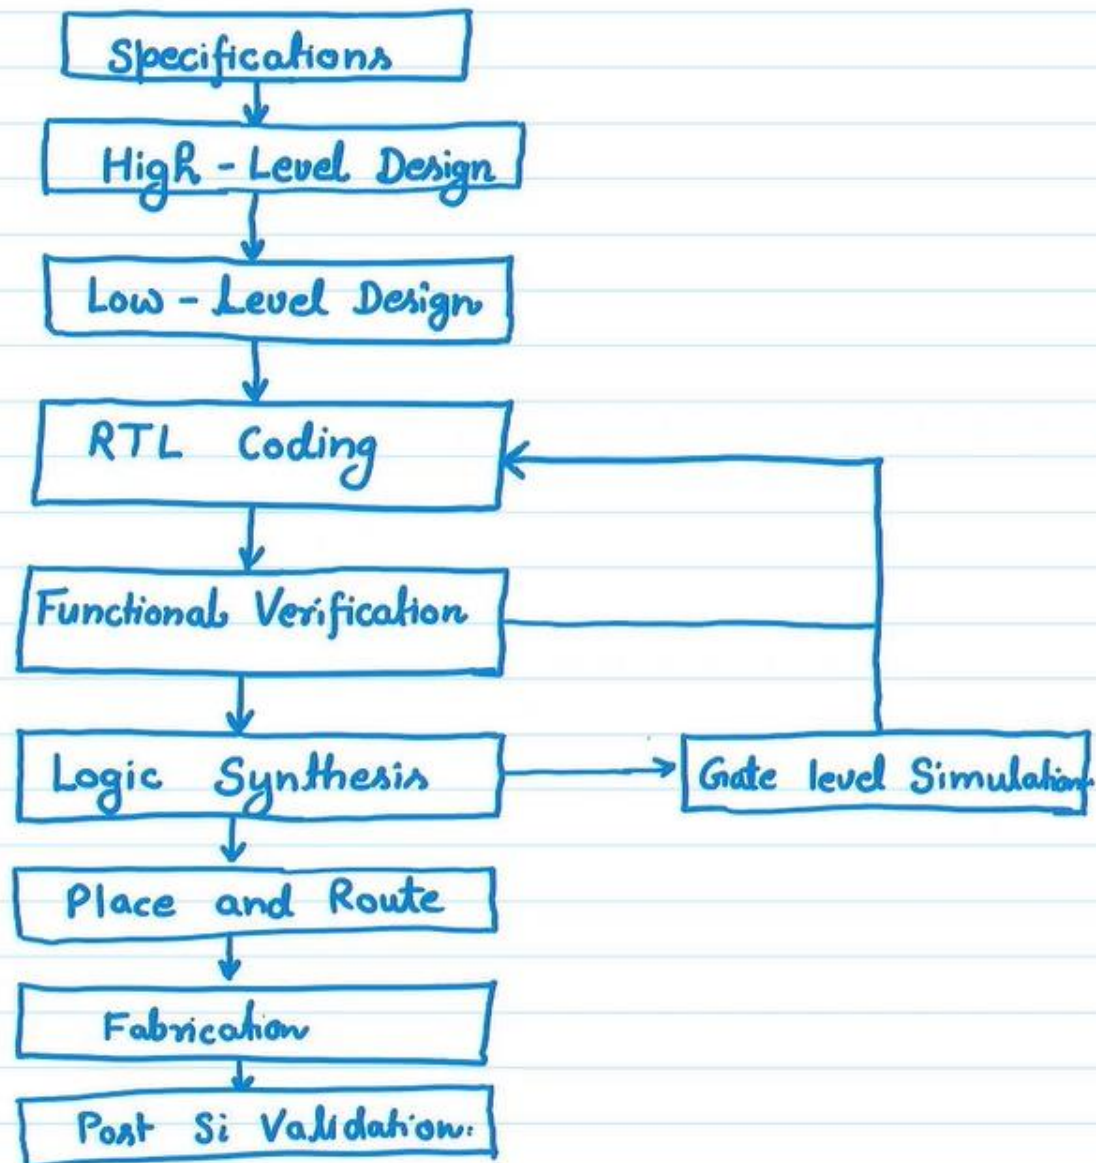 Specifications
High - Level Design
Low - Level Design
RTL Coding
Functional Verification
Logic Synthesis
Gate level Simulation
Place and Route
Fabrication
Post Si Validation.